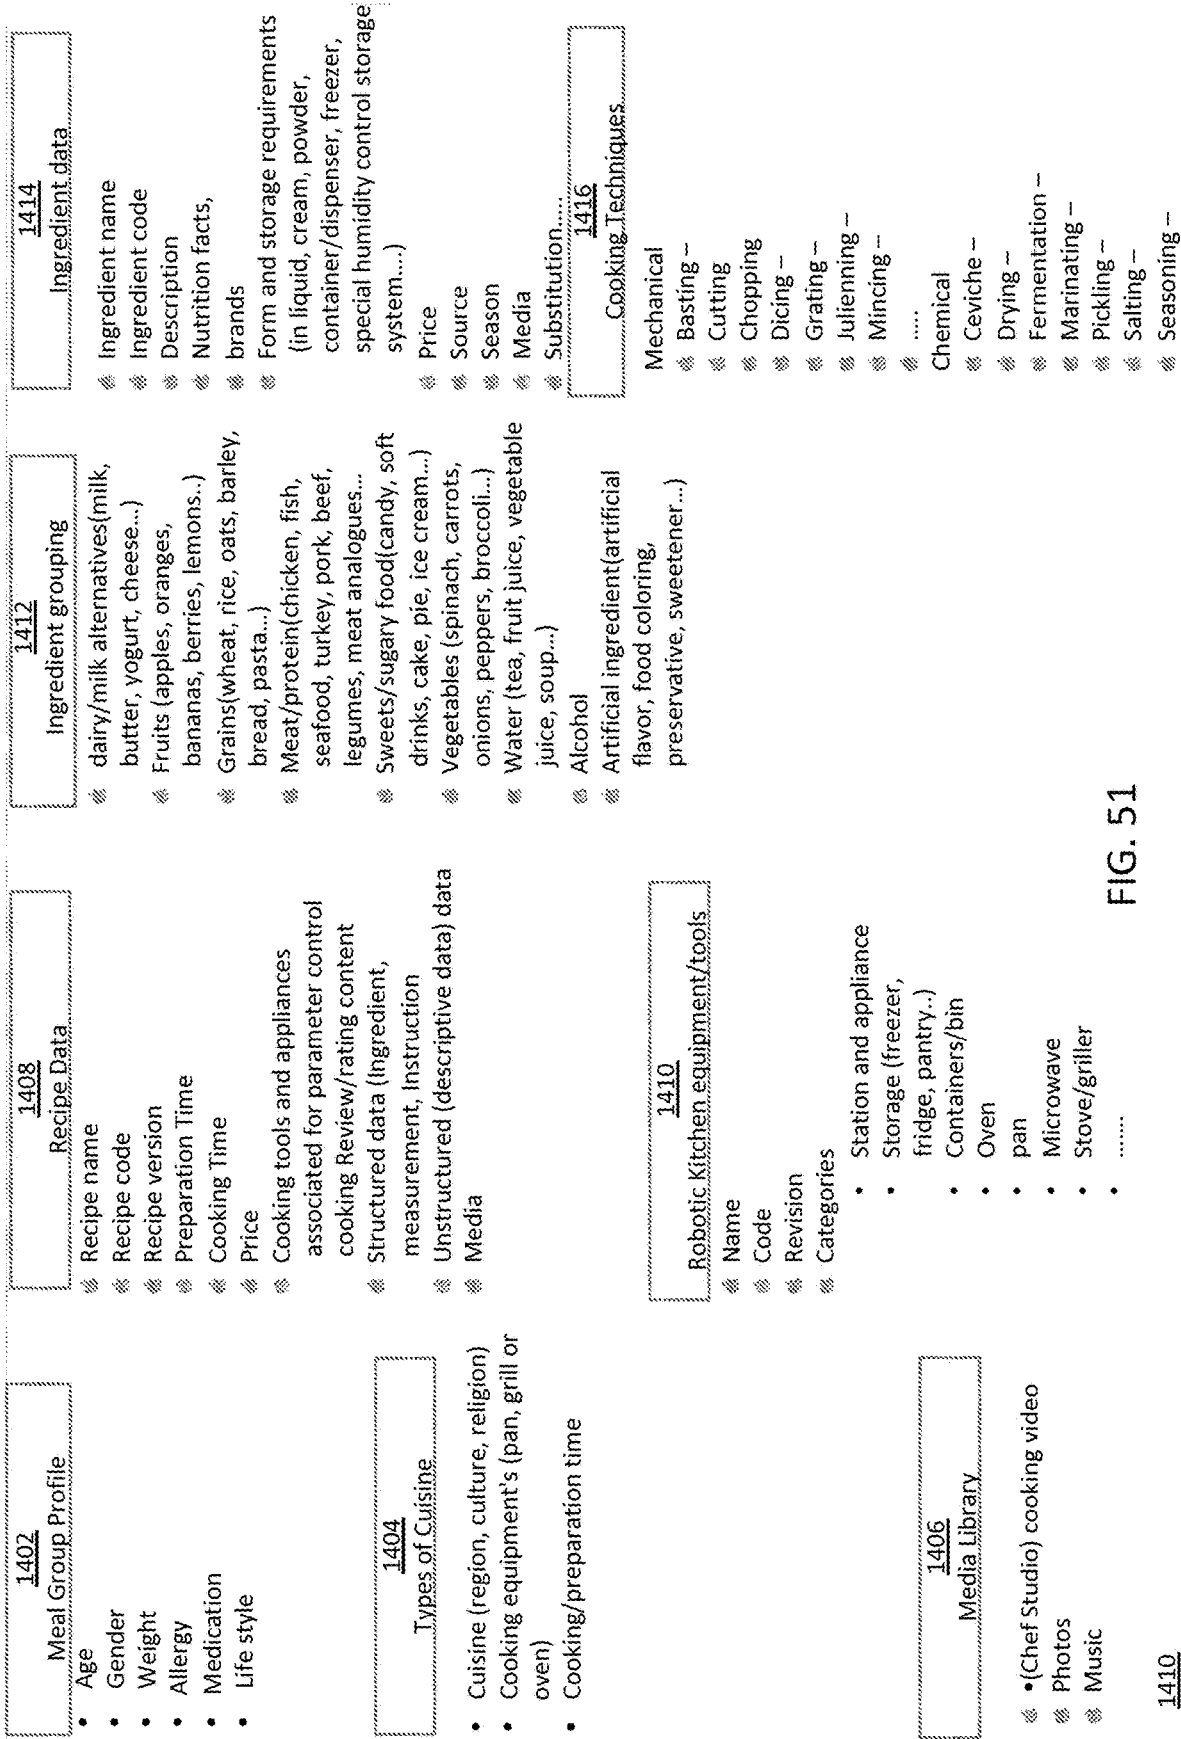 1402
Meal Group Profile
• Age
• Gender
• Weight
• Allergy
• Medication
• Life style
1404
Types of Cuisine
• Cuisine (region, culture, religion)
• Cooking equipment's (pan, grill or
oven)
• Cooking/preparation time
1406
Media Library
•(Chef Studio) cooking video
Photos
Music
1410
1408
Recipe Data
Recipe name
Recipe code
Recipe version
Preparation Time
Cooking Time
Price
Cooking tools and appliances
associated for parameter control
cooking Review/rating content
Structured data (Ingredient,
measurement, Instruction
Unstructured (descriptive data) data
Media
1410
Robotic Kitchen equipment/tools
Name
Code
Revision
Categories
• Station and appliance
• Storage (freezer,
fridge, pantry..)
• Containers/bin
• Oven
• pan
• Microwave
• Stove/griller
• .......
1412
Ingredient grouping
dairy/milk alternatives(milk,
butter, yogurt, cheese...)
Fruits (apples, oranges,
bananas, berries, lemons..)
Grains(wheat, rice, oats, barley,
bread, pasta...)
Meat/protein(chicken, fish,
seafood, turkey, pork, beef,
legumes, meat analogues...
Sweets/sugary food(candy, soft
drinks, cake, pie, ice cream...)
Vegetables (spinach, carrots,
onions, peppers, broccoli...)
Water (tea, fruit juice, vegetable
juice, soup...)
Alcohol
Artificial ingredient(artificial
flavor, food coloring,
preservative, sweetener...)
1414
Ingredient data
Ingredient name
Ingredient code
Description
Nutrition facts,
brands
Form and storage requirements
(in liquid, cream, powder,
container/dispenser, freezer,
special humidity control storage
system....)
Price
Source
Season
Media
Substitution.....
1416
Cooking Techniques
Mechanical
Basting –
Cutting
Chopping
Dicing –
Grating–
Julienning –
Mincing –
.....
Chemical
Ceviche –
Drying –
Fermentation –
Marinating –
Pickling –
Salting –
Seasoning –
FIG. 51